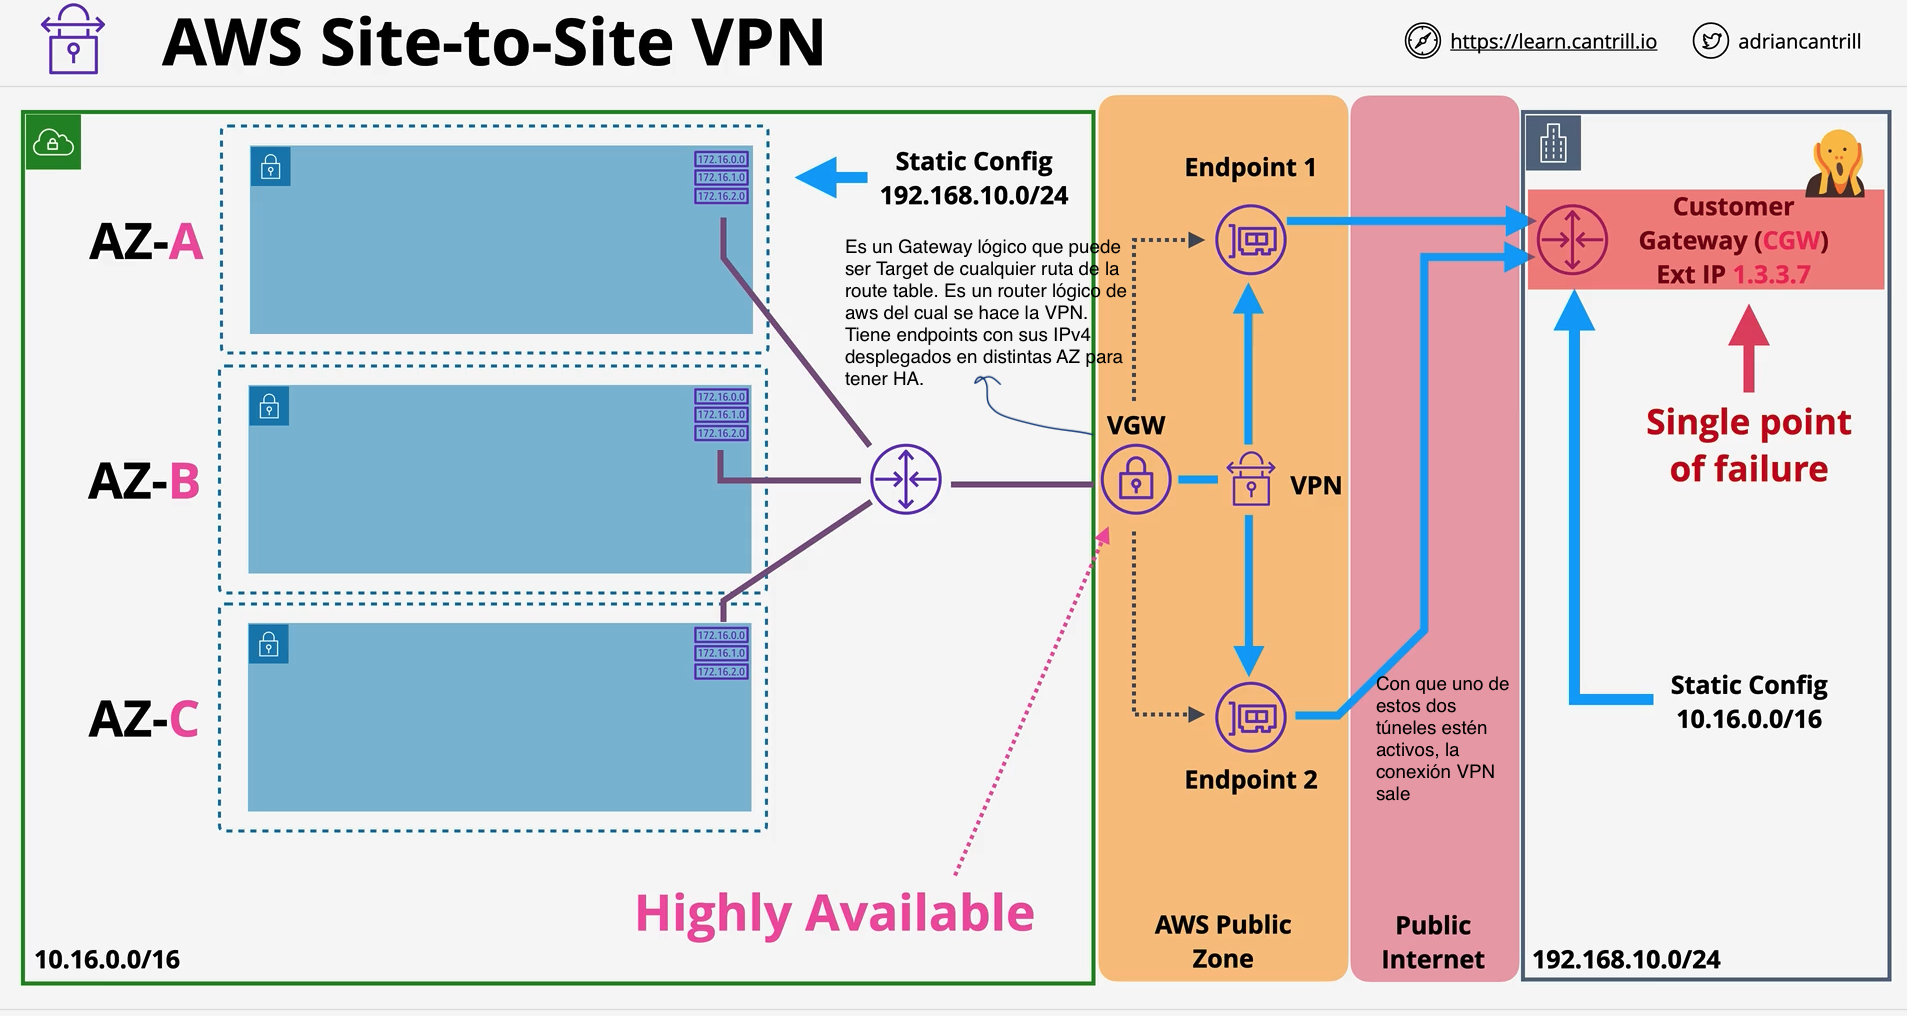 AWS Site-to-Site VPN
https://learn.cantrill.io
adriancantrill
AZ-A
172.16.0.0
172.16.1.0
172.16.2.0
Static Config
192.168.10.0/24
Es un Gateway lógico que puede
ser Target de cualquier ruta de la
route table. Es un router lógico de
aws del cual se hace la VPN.
Tiene endpoints con sus IPv4
desplegados en distintas AZ para
tener HA.
AZ-B
172.16.0.0
172.16.1.0
172.16.2.0
AZ-C
172.16.0.0
172.16.1.0
172.16.2.0
Highly Available
10.16.0.0/16
Endpoint 1
VGW
VPN
Endpoint 2
AWS Public
Zone
Con que uno de
estos dos
túneles estén
activos, la
conexión VPN
sale
Public
Internet
Customer
Gateway (CGW)
Ext IP 1.3.3.7
Single point
of failure
Static Config
10.16.0.0/16
192.168.10.0/24